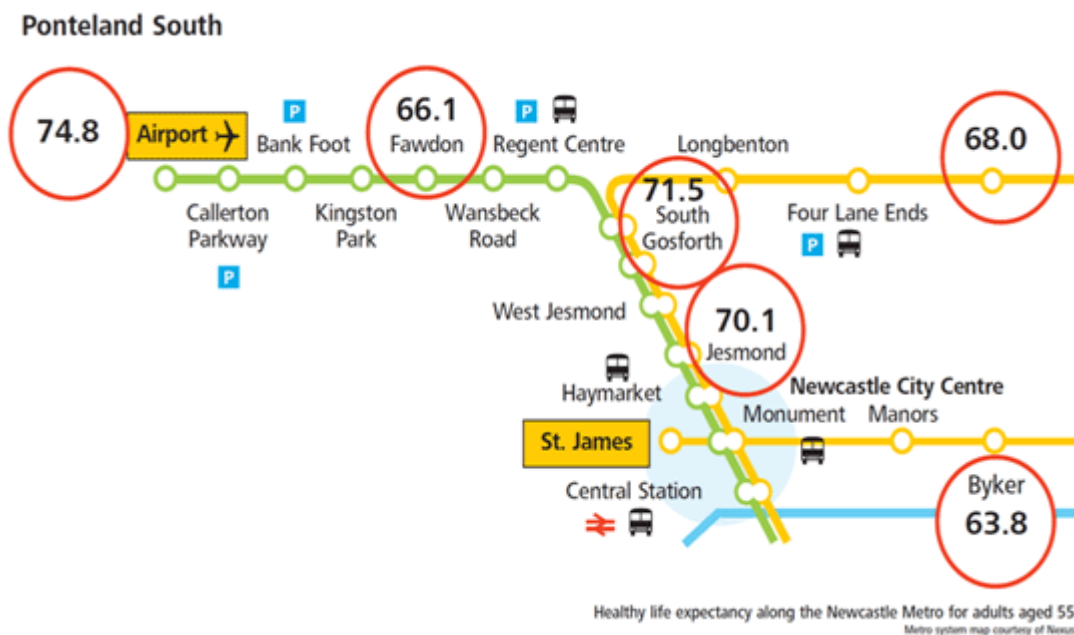 Ponteland South
74.8
Airport
P
Bank Foot
66.1
Fawdon
P
Regent Centre
Longbenton
68.0
Callerton
Parkway
P
Kingston
Park
Wansbeck
Road
71.5
South
Gosforth
Four Lane Ends
P
West Jesmond
70.1
Jesmond
Haymarket
Newcastle City Centre
Monument
Manors
St. James
Central Station
Byker
63.8
Healthy life expectancy along the Newcastle Metro for adults aged 55
Metro system map courtesy of Nexus